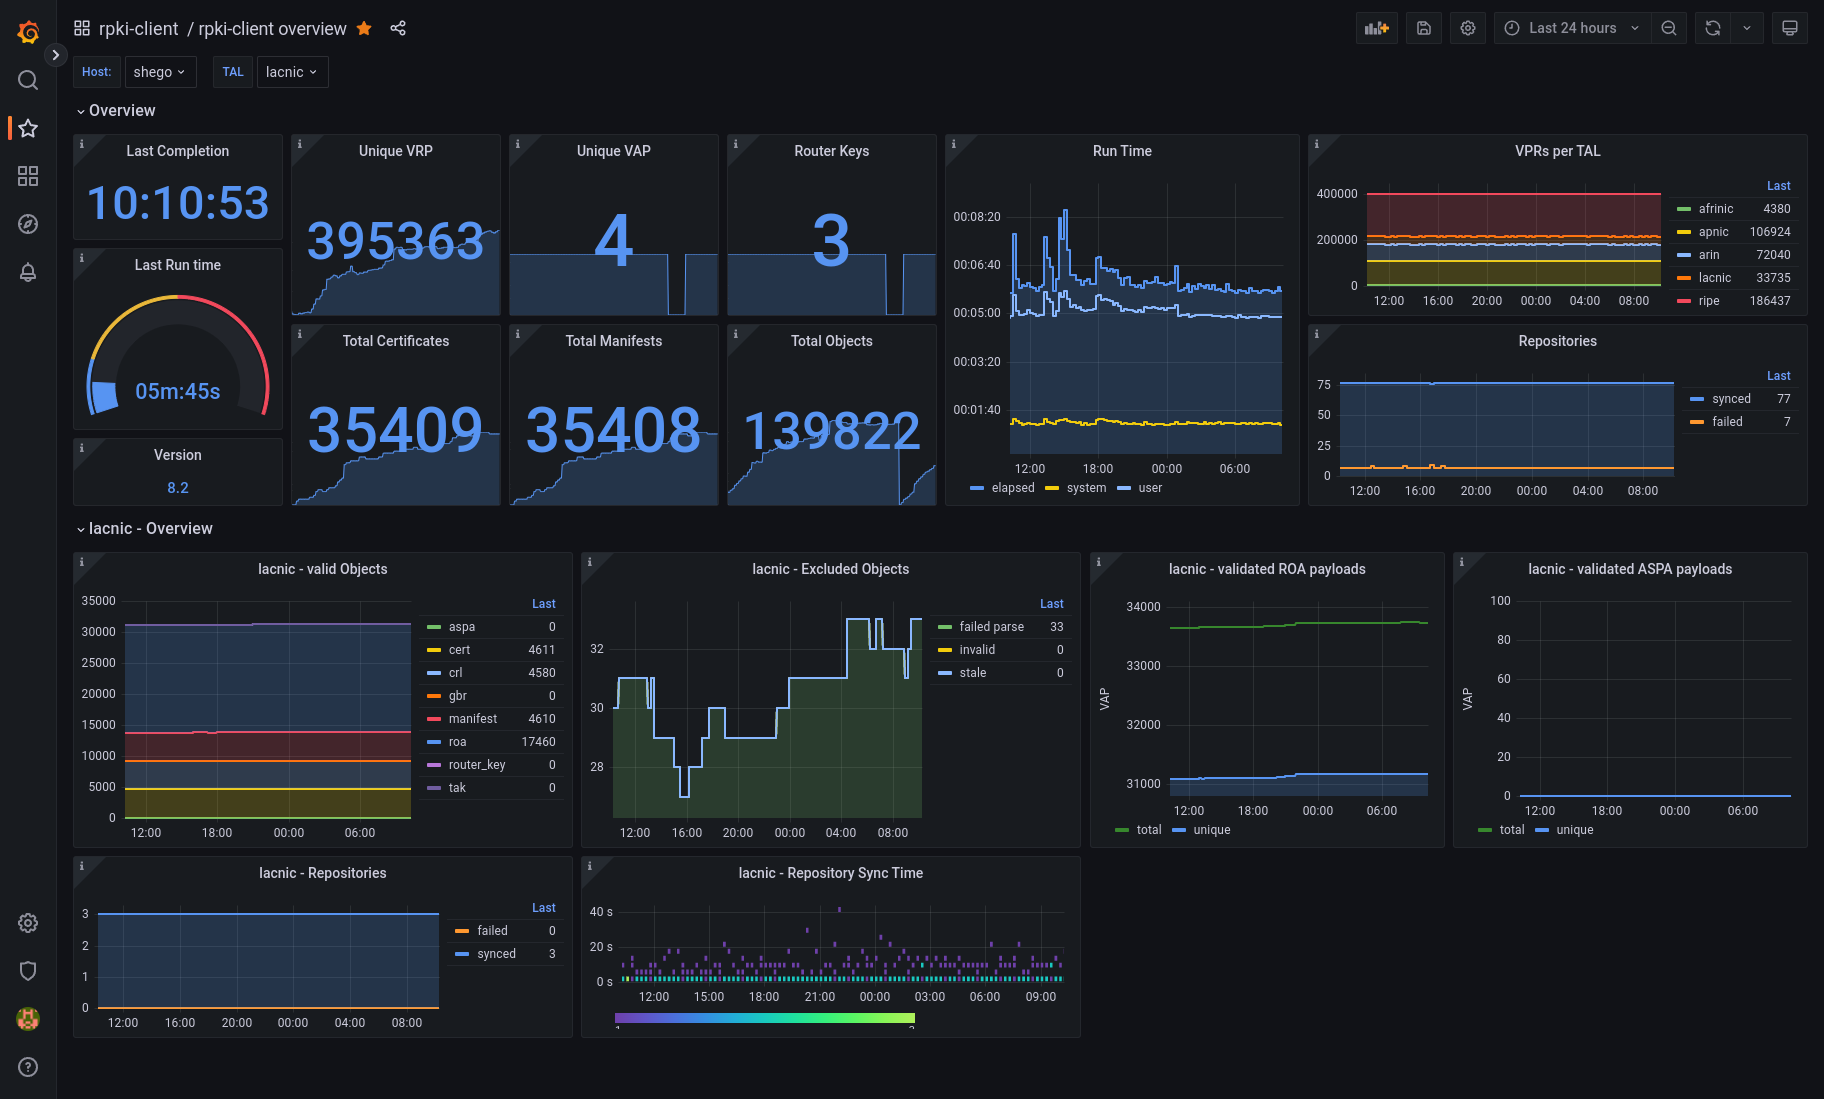 rpki-client / rpki-client overview
Last 24 hours
Host: shego TAL lacnic
Overview
Last Completion
10:10:53
Last Run time
05m:45s
Version
8.2
Unique VRP
395363
Unique VAP
4
Router Keys
3
Total Certificates
35409
Total Manifests
35408
Total Objects
139822
Run Time
00:08:20
00:06:40
00:05:00
00:03:20
00:01:40
12:00 18:00 00:00 06:00
elapsed system user
VPRs per TAL
400000
200000
0
12:00 16:00 20:00 00:00 04:00 08:00
Last
afrinic 4380
apnic 106924
arin 72040
lacnic 33735
ripe 186437
Repositories
75
50
25
0
12:00 16:00 20:00 00:00 04:00 08:00
Last
synced 77
failed 7
lacnic - Overview
lacnic - valid Objects
35000
30000
25000
20000
15000
10000
5000
0
12:00 18:00 00:00 06:00
Last
aspa 0
cert 4611
crl 4580
gbr 0
manifest 4610
roa 17460
router_key 0
tak 0
lacnic - Excluded Objects
32
30
28
12:00 16:00 20:00 00:00 04:00 08:00
Last
failed parse 33
invalid 0
stale 0
lacnic - validated ROA payloads
VAP
34000
33000
32000
31000
12:00 18:00 00:00 06:00
total unique
lacnic - validated ASPA payloads
VAP
100
80
60
40
20
0
12:00 18:00 00:00 06:00
total unique
lacnic - Repositories
3
2
1
0
12:00 16:00 20:00 00:00 04:00 08:00
Last
failed 0
synced 3
lacnic - Repository Sync Time
40 s
20 s
0 s
12:00 15:00 18:00 21:00 00:00 03:00 06:00 09:00